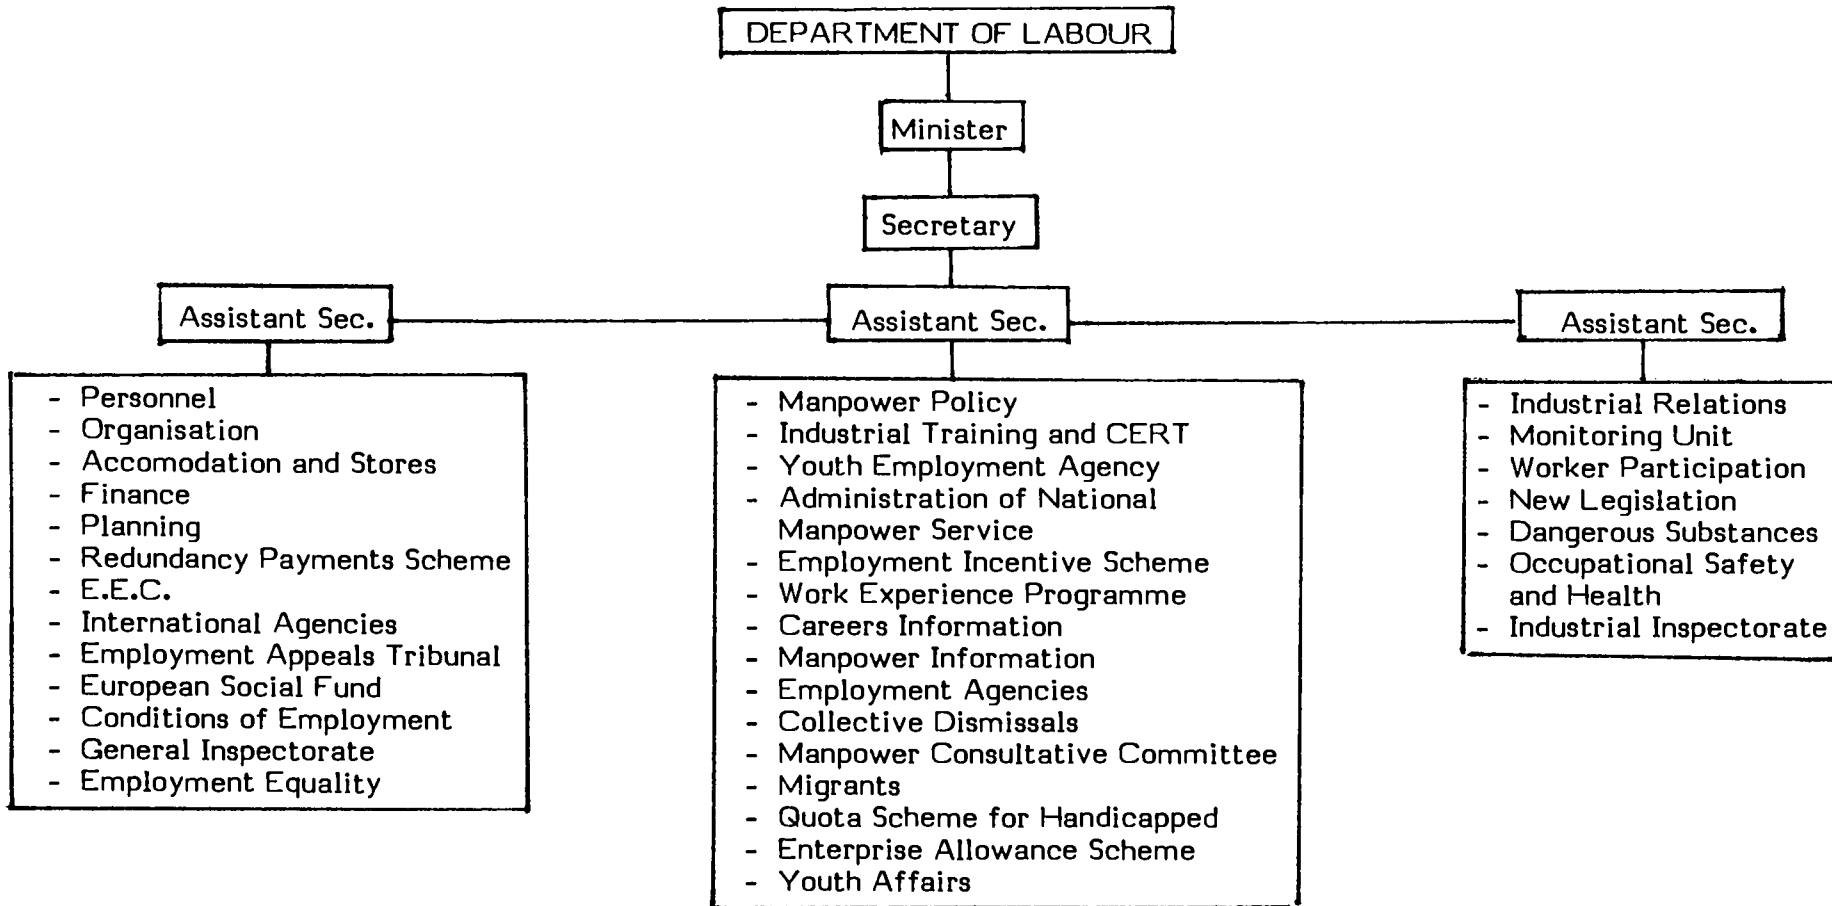 DEPARTMENT OF LABOUR
Minister
Secretary
Assistant Sec.
- Personnel
- Organisation
- Accomodation and Stores
- Finance
- Planning
- Redundancy Payments Scheme
- E.E.C.
- International Agencies
- Employment Appeals Tribunal
- European Social Fund
- Conditions of Employment
- General Inspectorate
- Employment Equality
Assistant Sec.
- Manpower Policy
- Industrial Training and CERT
- Youth Employment Agency
- Administration of National
Manpower Service
- Employment Incentive Scheme
- Work Experience Programme
- Careers Information
- Manpower Information
- Employment Agencies
- Collective Dismissals
- Manpower Consultative Committee
- Migrants
- Quota Scheme for Handicapped
- Enterprise Allowance Scheme
- Youth Affairs
Assistant Sec.
- Industrial Relations
- Monitoring Unit
- Worker Participation
- New Legislation
- Dangerous Substances
- Occupational Safety
and Health
- Industrial Inspectorate